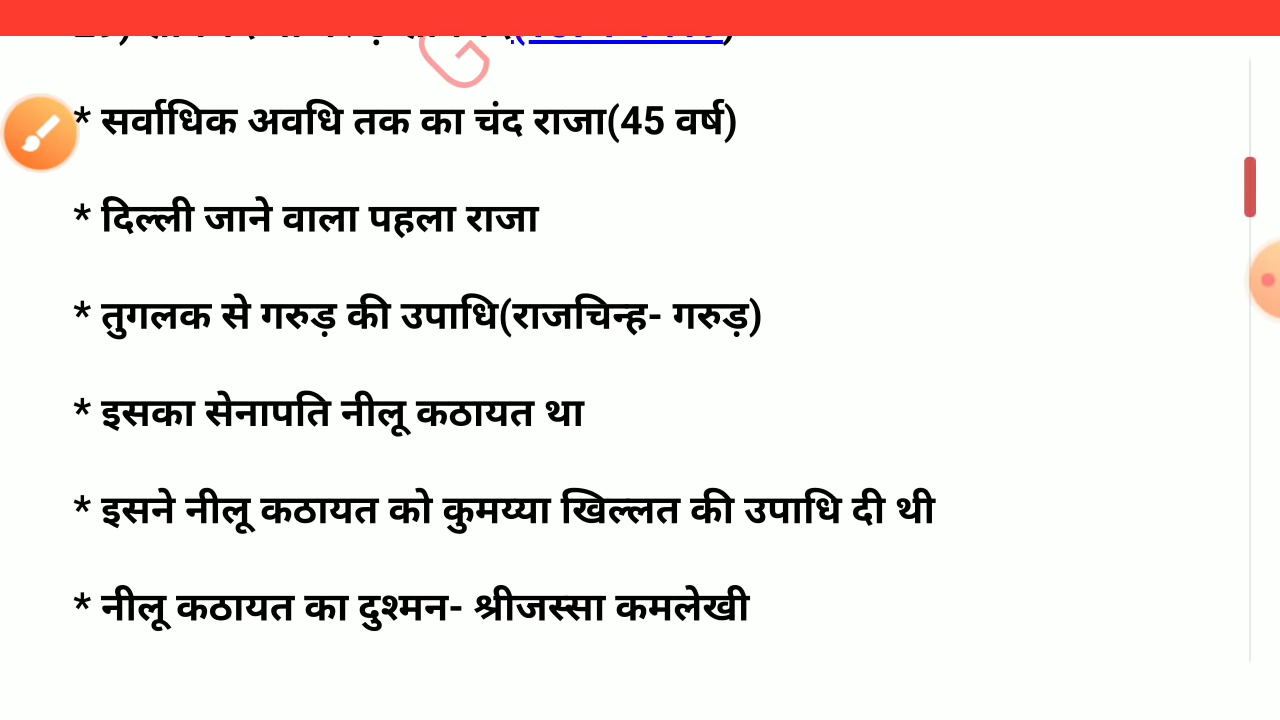 * सर्वाधिक अवधि तक का चंद राजा(45 वर्ष)
* दिल्ली जाने वाला पहला राजा
* तुगलक से गरुड़ की उपाधि(राजचिन्ह- गरुड़)
* इसका सेनापति नीलू कठायत था
* इसने नीलू कठायत को कुमय्या खिल्लत की उपाधि दी थी
* नीलू कठायत का दुश्मन- श्रीजस्सा कमलेखी